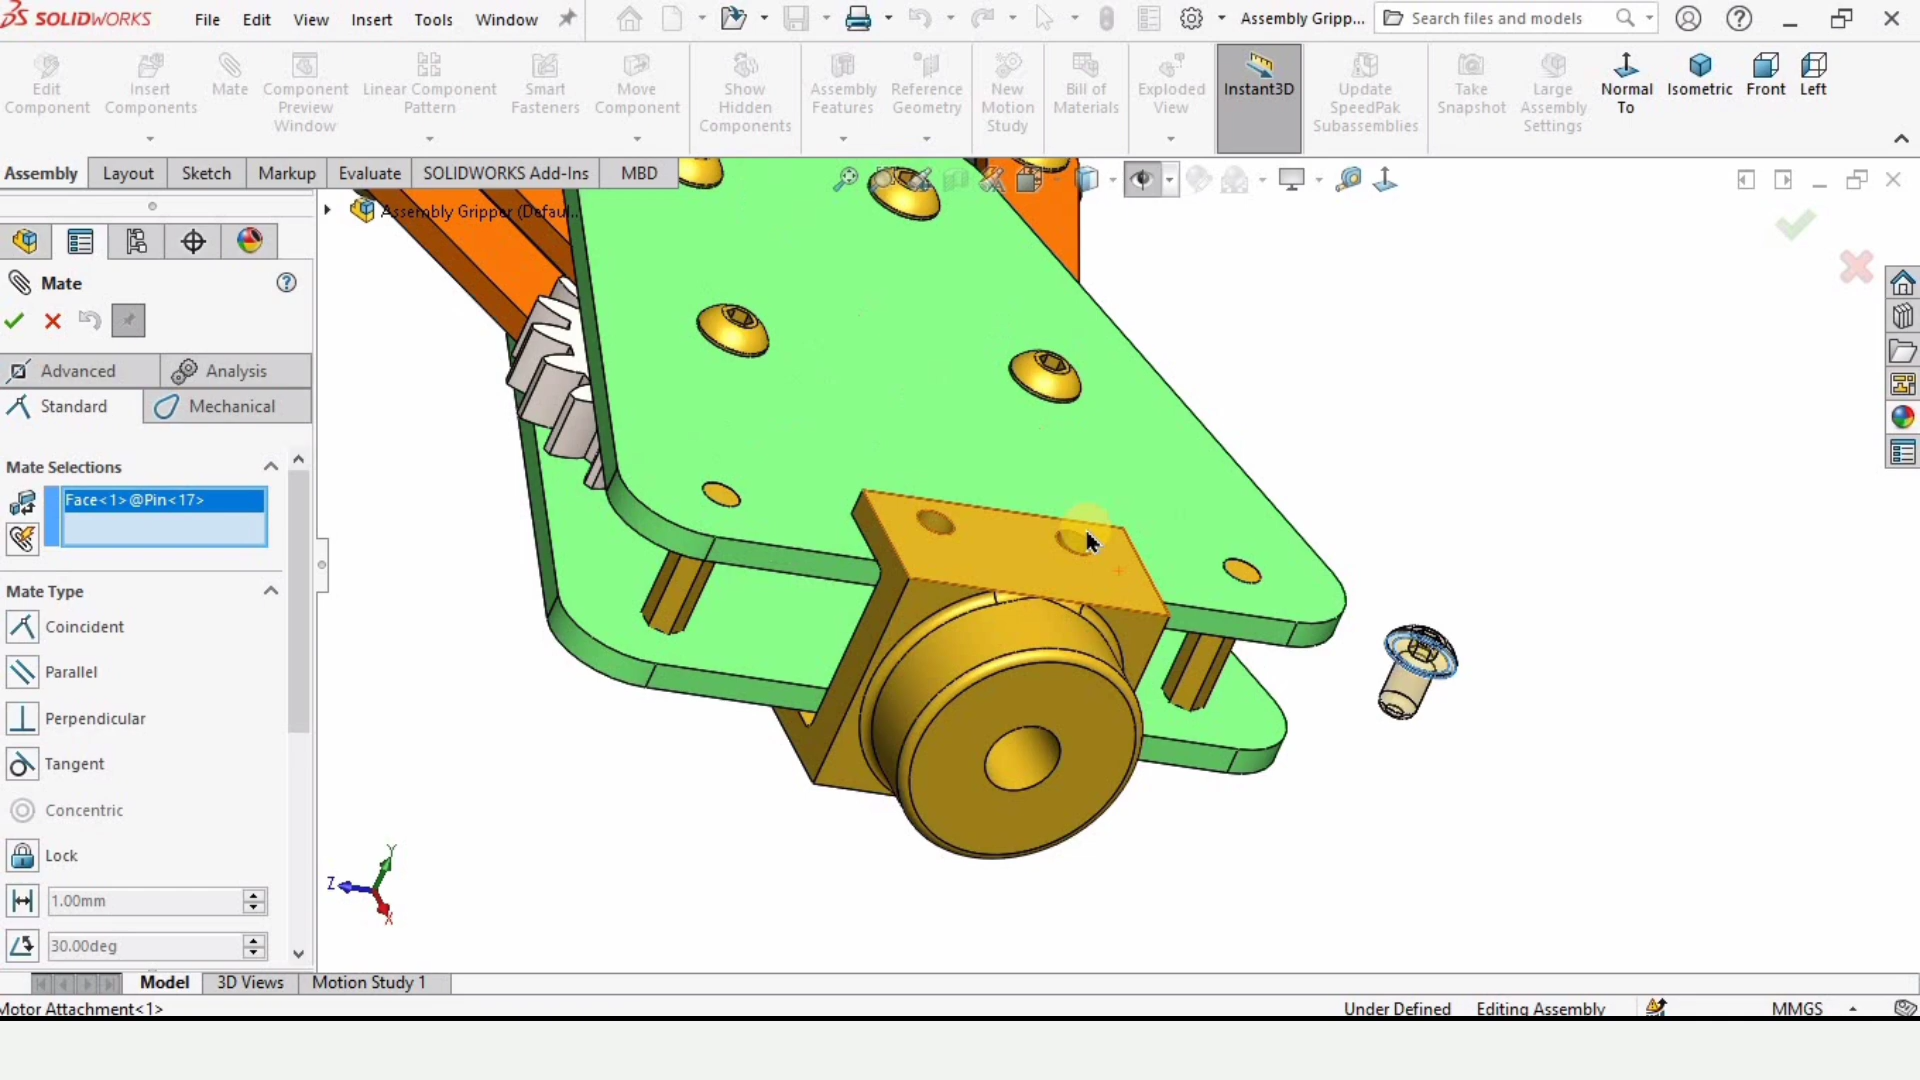 SOLIDWORKS File Edit View Insert Tools Window Assembly Gripp... Search files and models
Edit Component
Insert Components
Mate
Component Preview Window
Linear Component Pattern
Smart Fasteners
Move Component
Show Hidden Components
Assembly Features
Reference Geometry
New Motion Study
Bill of Materials
Exploded View
Instant3D
Update SpeedPak Subassemblies
Take Snapshot
Large Assembly Settings
Normal To
Isometric
Front
Left
Assembly Layout Sketch Markup Evaluate SOLIDWORKS Add-Ins MBD
Assembly Gripper (Defaul...
Mate
Advanced Analysis
Standard Mechanical
Mate Selections
Face<1>@Pin<17>
Mate Type
Coincident
Parallel
Perpendicular
Tangent
Concentric
Lock
1.00mm
30.00deg
Y
Z
X
Model 3D Views Motion Study 1
Motor Attachment<1> Under Defined Editing Assembly MMGS